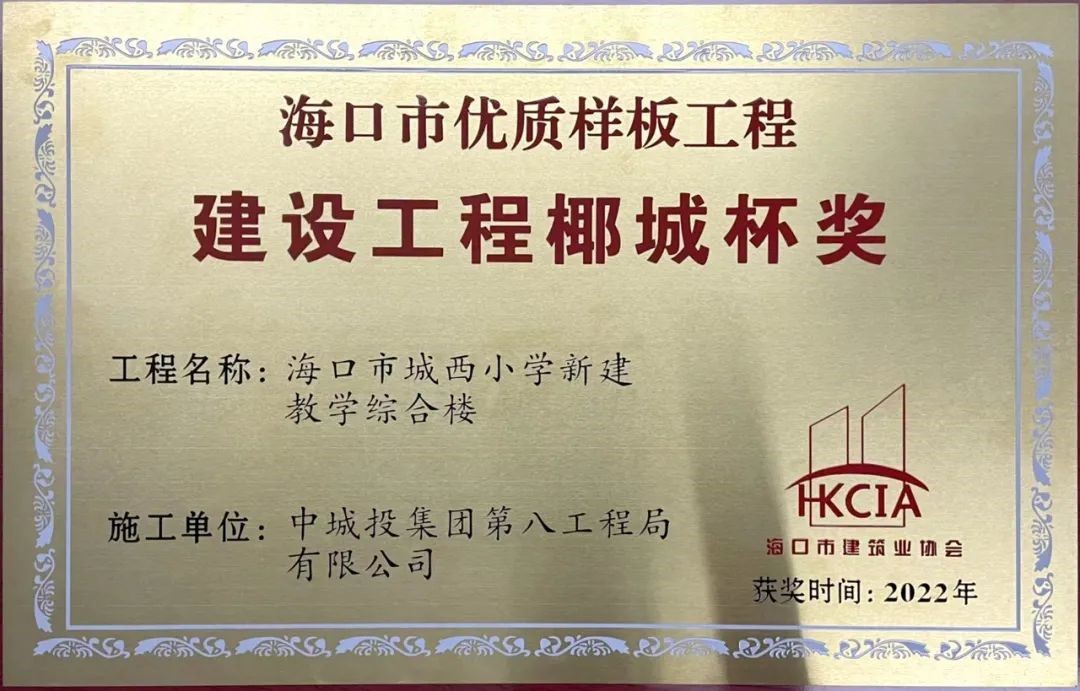 海口市优质样板工程
建设工程椰城杯奖
工程名称：海口市城西小学新建
教学综合楼
施工单位：中城投集团第八工程局
有限公司
HKCIA
海口市建筑业协会
获奖时间：2022年